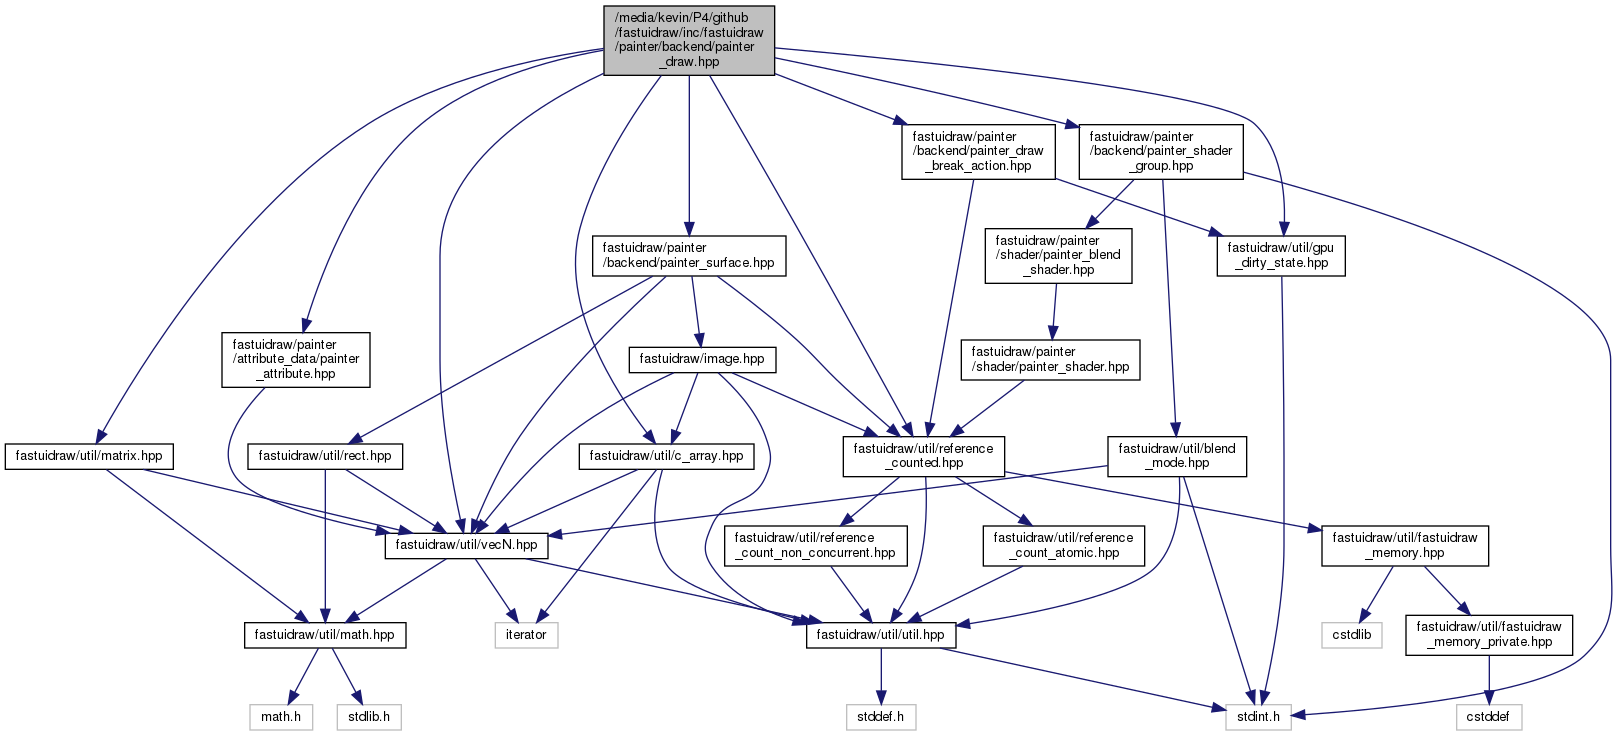 /media/kevin/P4/github
/fastuidraw/inc/fastuidraw
/painter/backend/painter
_draw.hpp
fastuidraw/painter
/backend/painter_draw
_break_action.hpp
fastuidraw/painter
/backend/painter_shader
_group.hpp
fastuidraw/painter
/backend/painter_surface.hpp
fastuidraw/painter
/shader/painter_blend
_shader.hpp
fastuidraw/util/gpu
_dirty_state.hpp
fastuidraw/painter
/attribute_data/painter
_attribute.hpp
fastuidraw/image.hpp
fastuidraw/painter
/shader/painter_shader.hpp
fastuidraw/util/matrix.hpp
fastuidraw/util/rect.hpp
fastuidraw/util/c_array.hpp
fastuidraw/util/reference
_counted.hpp
fastuidraw/util/blend
_mode.hpp
fastuidraw/util/vecN.hpp
fastuidraw/util/reference
_count_non_concurrent.hpp
fastuidraw/util/reference
_count_atomic.hpp
fastuidraw/util/fastuidraw
_memory.hpp
fastuidraw/util/math.hpp
iterator
fastuidraw/util/util.hpp
cstdlib
fastuidraw/util/fastuidraw
_memory_private.hpp
math.h
stdlib.h
stddef.h
stdint.h
cstddef